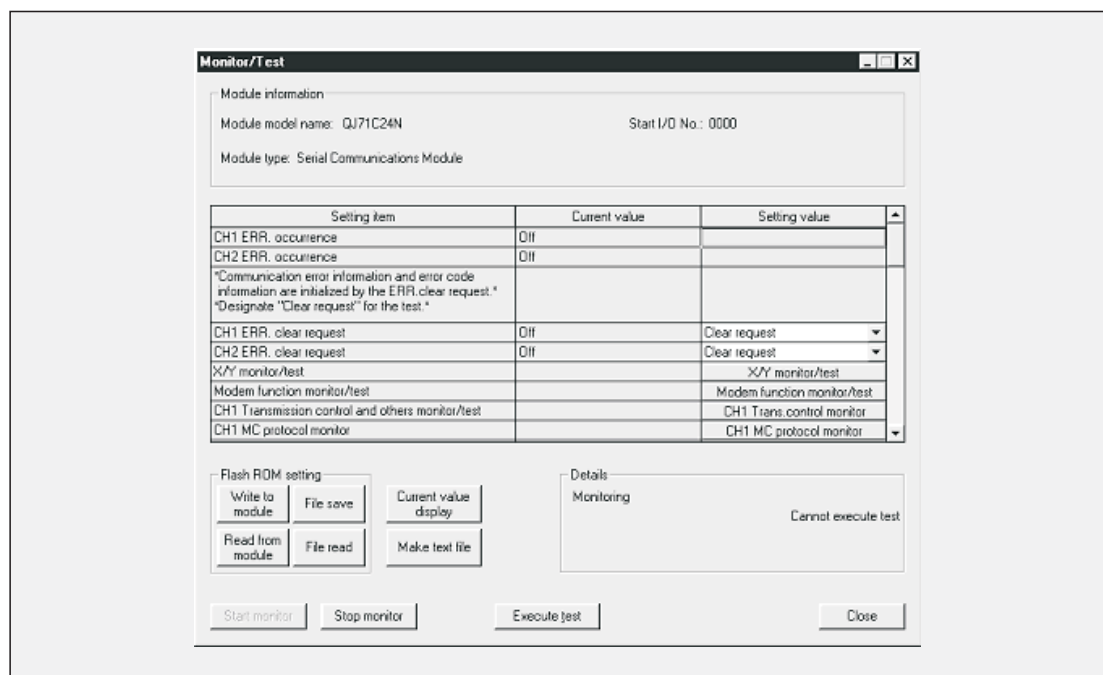 Monitor/Test
Module information
Module model name: QJ71C24N
Start I/O No.: 0000
Module type: Serial Communications Module
Setting item
Current value
Setting value
CH1 ERR. occurrence
Off
CH2 ERR. occurrence
Off
*Communication error information and error code
information are initialized by the ERR.clear request.*
*Designate "Clear request" for the test.*
CH1 ERR. clear request
Off
Clear request
CH2 ERR. clear request
Off
Clear request
X/Y monitor/test
X/Y monitor/test
Modem function monitor/test
Modem function monitor/test
CH1 Transmission control and others monitor/test
CH1 Trans.control monitor
CH1 MC protocol monitor
CH1 MC protocol monitor
Flash ROM setting
Write to
module
File save
Current value
display
Read from
module
File read
Make text file
Details
Monitoring
Cannot execute test
Start monitor
Stop monitor
Execute test
Close